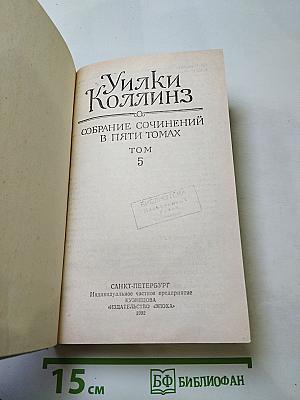 Уилки
Коллинз
СОБРАНИЕ СОЧИНЕНИЙ
В ПЯТИ ТОМАХ
ТОМ
5
БИБЛИОТЕКА
САНКТ-ПЕТЕРБУРГ
Индивидуальное частное предприятие
КУЗНЕЦОВА
«ИЗДАТЕЛЬСТВО «ЭПОХА»
1992
15 см
БФ БИБЛИОФАН